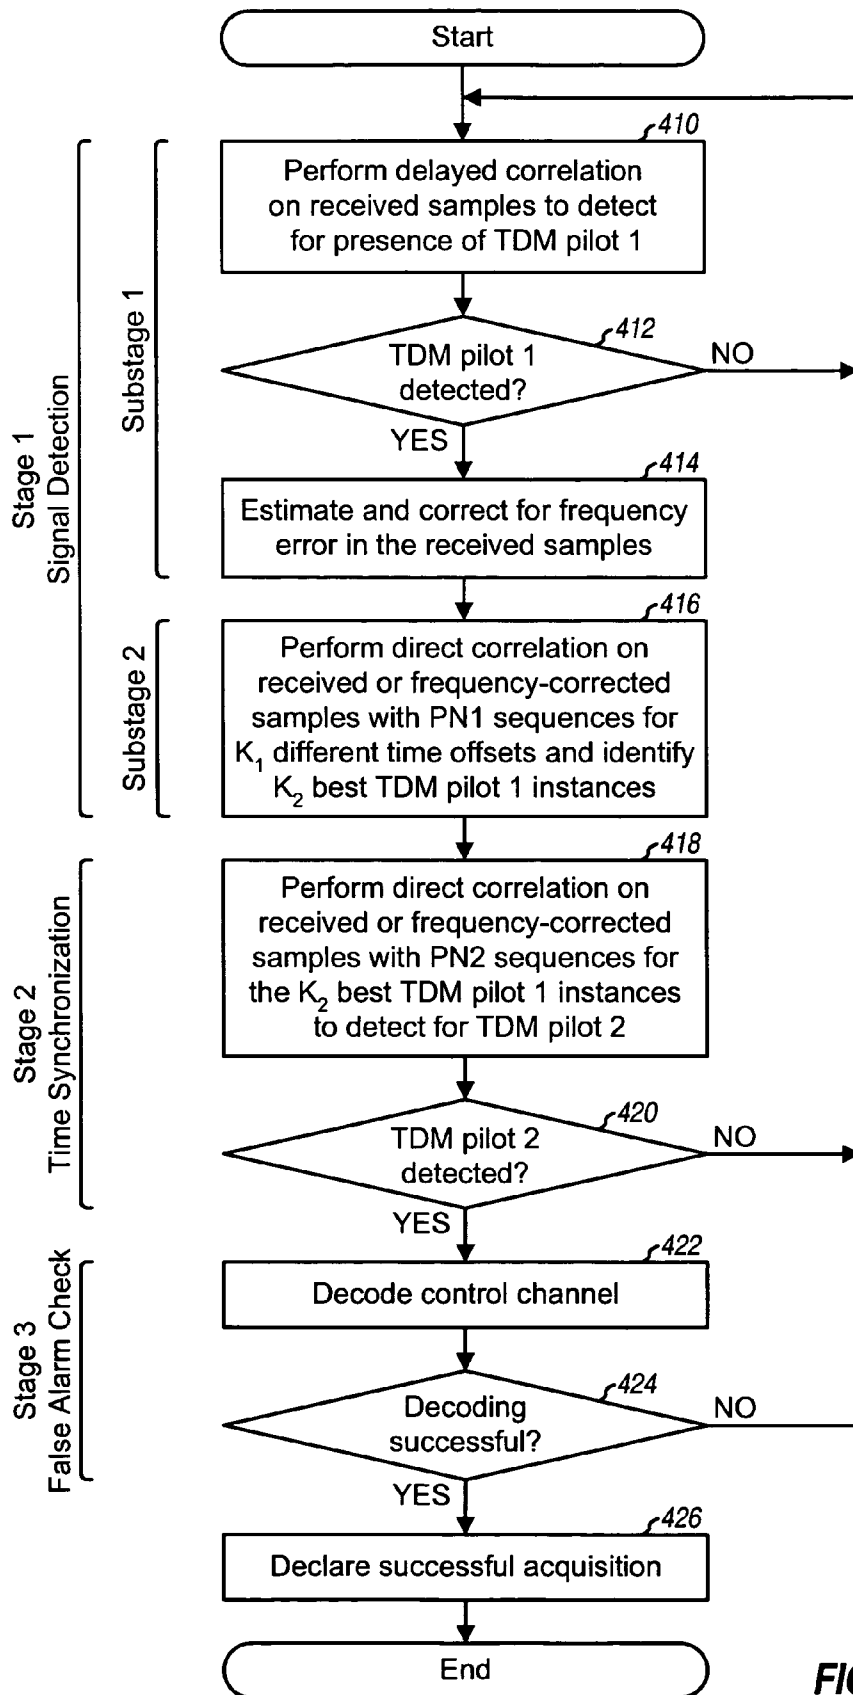 Start
410
Perform delayed correlation
on received samples to detect
for presence of TDM pilot 1
412
TDM pilot 1
detected?
NO
YES
414
Estimate and correct for frequency
error in the received samples
Substage 1
Stage 1
Signal Detection
416
Perform direct correlation on
received or frequency-corrected
samples with PN1 sequences for
K1 different time offsets and identify
K2 best TDM pilot 1 instances
Substage 2
418
Perform direct correlation on
received or frequency-corrected
samples with PN2 sequences for
the K2 best TDM pilot 1 instances
to detect for TDM pilot 2
Stage 2
Time Synchronization
420
TDM pilot 2
detected?
NO
YES
422
Decode control channel
Stage 3
False Alarm Check
424
Decoding
successful?
NO
YES
426
Declare successful acquisition
End